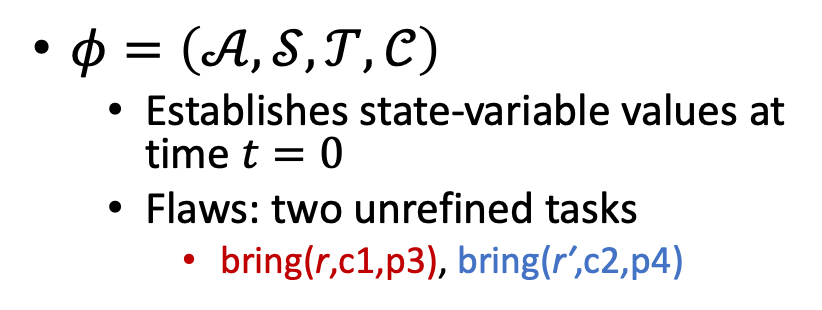 • ϕ = (𝒜, 𝒮, 𝒯, 𝒞)
• Establishes state-variable values at
time t = 0
• Flaws: two unrefined tasks
• bring(r,c1,p3), bring(r′,c2,p4)